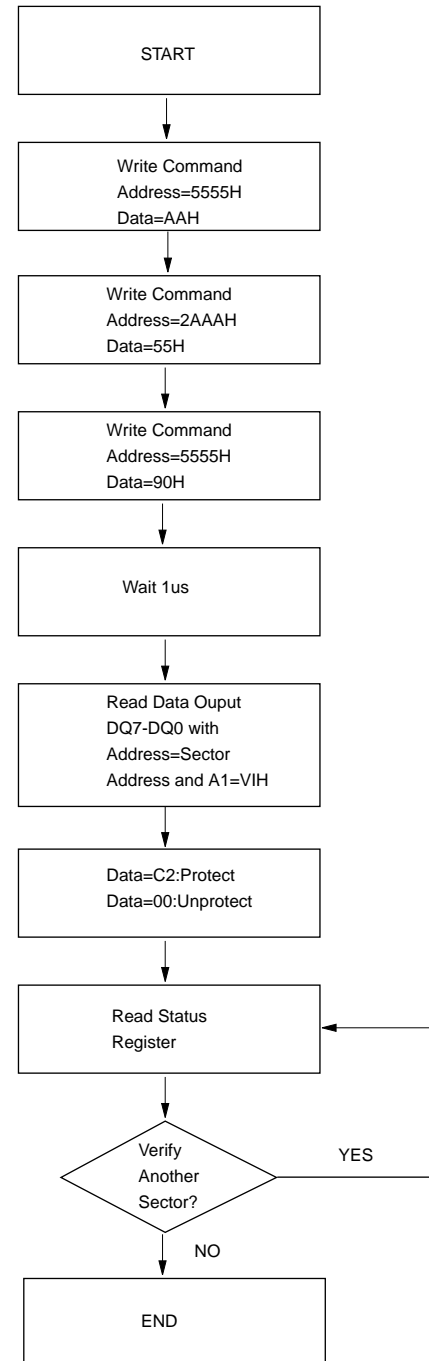 START
Write Command
Address=5555H
Data=AAH
Write Command
Address=2AAAH
Data=55H
Write Command
Address=5555H
Data=90H
Wait 1us
Read Data Ouput
DQ7-DQ0 with
Address=Sector
Address and A1=VIH
Data=C2:Protect
Data=00:Unprotect
Read Status
Register
Verify
Another
Sector?
YES
NO
END